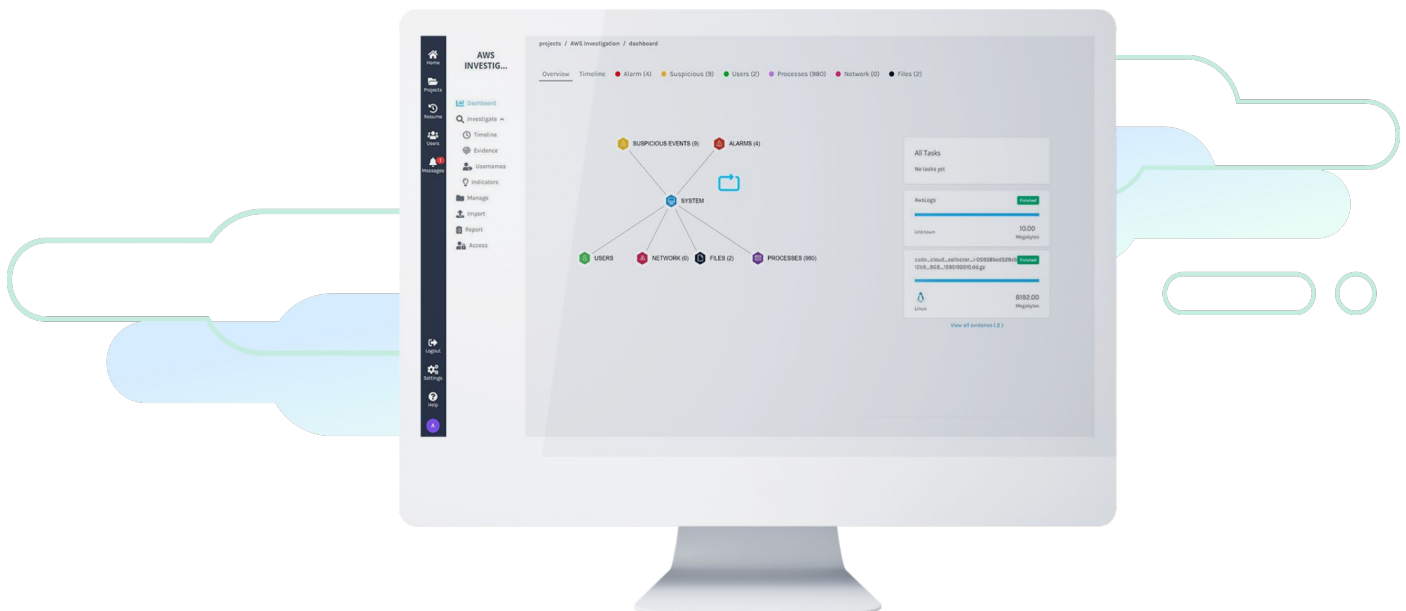 projects / AWS Investigation / dashboard
Home
Projects
Resume
Users
1
Messages
Logout
Settings
Help
A
AWS
INVESTIG...
Dashboard
Investigate
Timeline
Evidence
Usernames
Indicators
Manage
Import
Report
Access
Overview Timeline Alarm (4) Suspicious (9) Users (2) Processes (980) Network (0) Files (2)
SUSPICIOUS EVENTS (9) ALARMS (4)
SYSTEM
USERS NETWORK (0) FILES (2) PROCESSES (980)
All Tasks
No tasks yet
AwsLogs Finished
Unknown 10.00
Megabytes
Finished
8192.00
Linux Megabytes
View all evidence ( 2 )